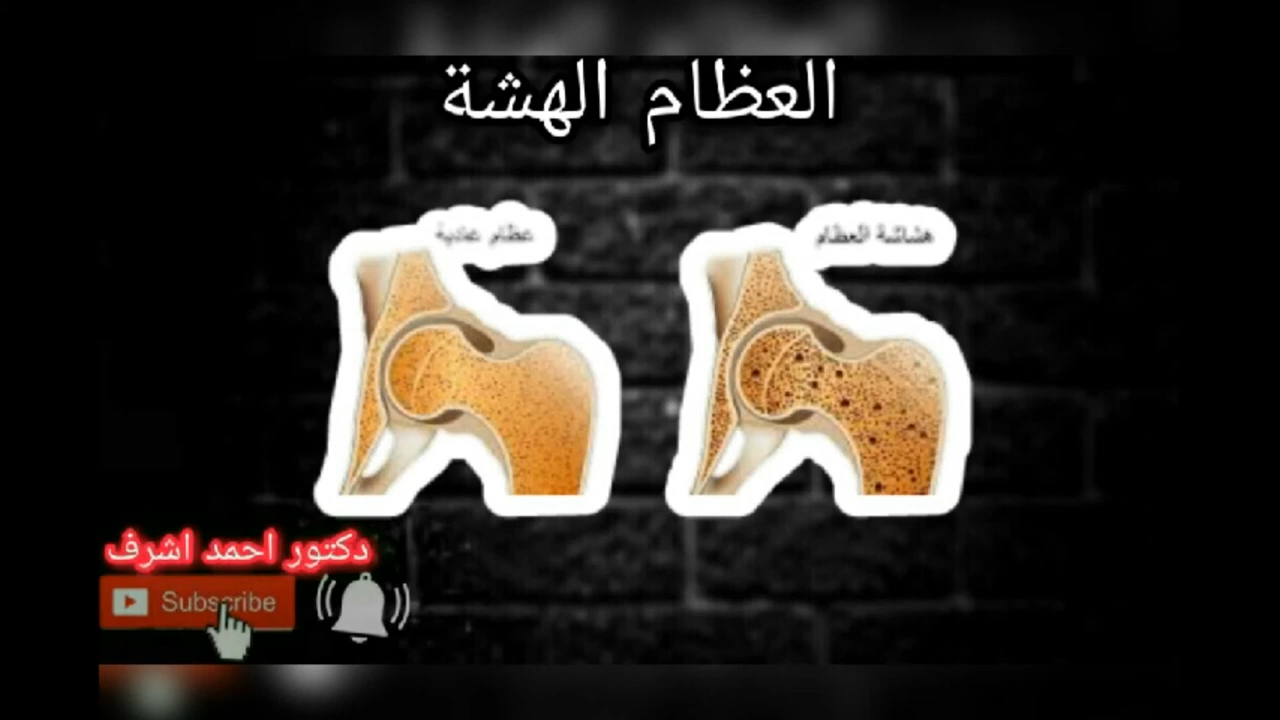 العظام الهشة
هشاشة العظام
عظام عادية
دكتور احمد اشرف
Subscribe